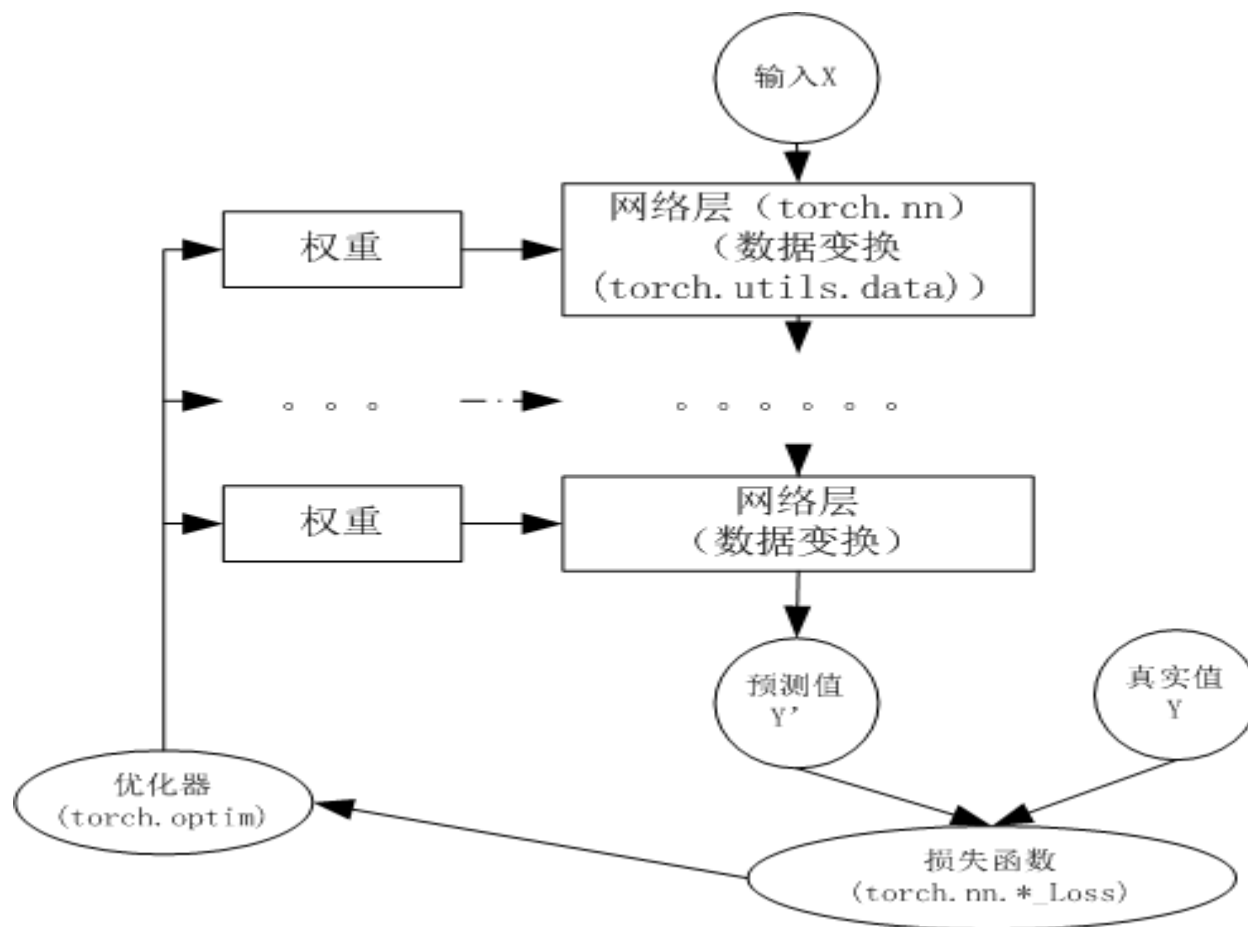 输入X
网络层（torch.nn）
（数据变换
(torch.utils.data)）
权重
。。。
。。。。。。
网络层
（数据变换）
权重
预测值
Y’
真实值
Y
优化器
(torch.optim)
损失函数
(torch.nn.*_Loss)